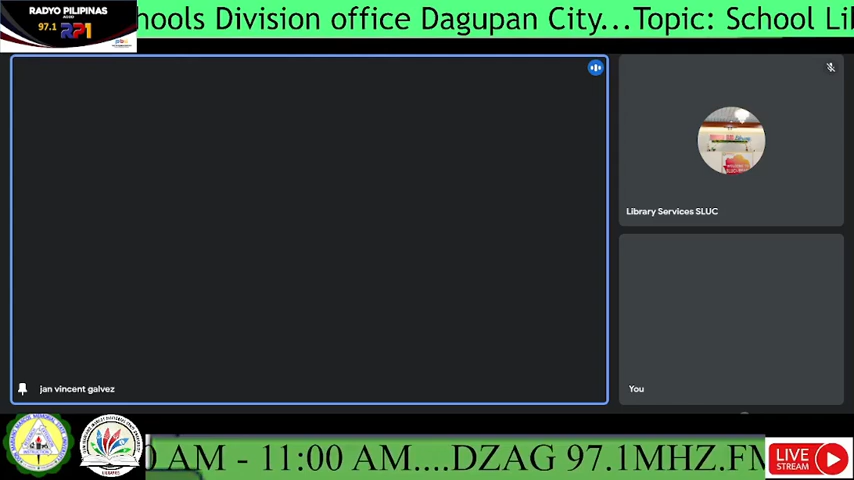 RADYO PILIPINAS
97.1 RP1
hools Division office Dagupan City...Topic: School Li
Library Services SLUC
jan vincent galvez
You
0 AM - 11:00 AM....DZAG 97.1MHZ.FM
LIVE
STREAM